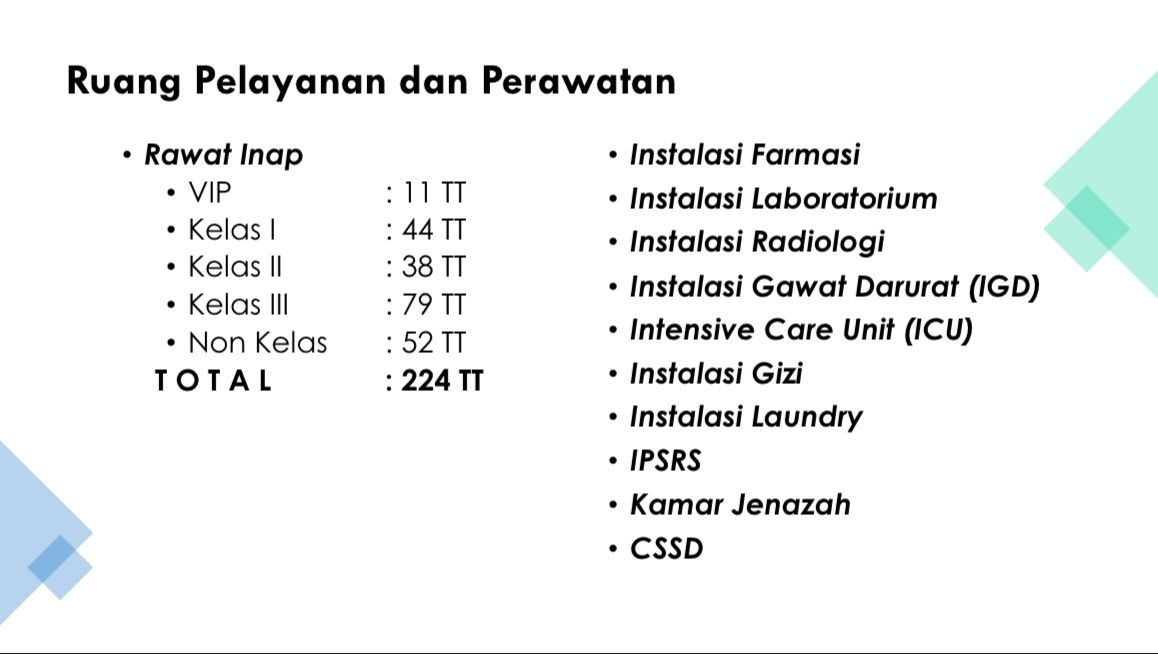 Ruang Pelayanan dan Perawatan
• Rawat Inap
• VIP : 11 TT
• Kelas I : 44 TT
• Kelas II : 38 TT
• Kelas III : 79 TT
• Non Kelas : 52 TT
T O T A L : 224 TT
• Instalasi Farmasi
• Instalasi Laboratorium
• Instalasi Radiologi
• Instalasi Gawat Darurat (IGD)
• Intensive Care Unit (ICU)
• Instalasi Gizi
• Instalasi Laundry
• IPSRS
• Kamar Jenazah
• CSSD